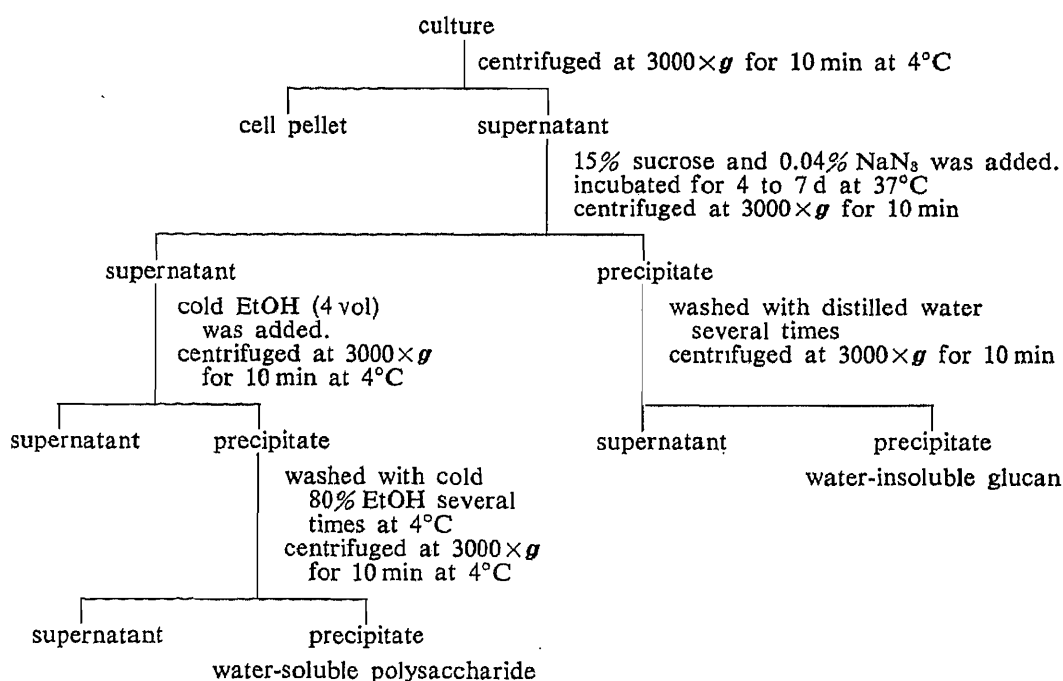 culture
centrifuged at 3000×g for 10 min at 4°C
cell pellet
supernatant
15% sucrose and 0.04% NaN₃ was added.
incubated for 4 to 7 d at 37°C
centrifuged at 3000×g for 10 min
supernatant
precipitate
cold EtOH (4 vol)
was added.
centrifuged at 3000×g
for 10 min at 4°C
washed with distilled water
several times
centrifuged at 3000×g for 10 min
supernatant
precipitate
supernatant
precipitate
water-insoluble glucan
washed with cold
80% EtOH several
times at 4°C
centrifuged at 3000×g
for 10 min at 4°C
supernatant
precipitate
water-soluble polysaccharide